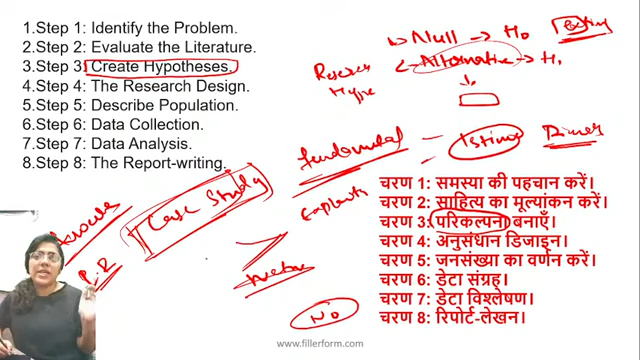 1.Step 1: Identify the Problem.
2.Step 2: Evaluate the Literature.
3.Step 3: Create Hypotheses.
4.Step 4: The Research Design.
5.Step 5: Describe Population.
6.Step 6: Data Collection.
7.Step 7: Data Analysis.
8.Step 8: The Report-writing.
Null → H₀
Alternative → H₁
Fundamental
Case Study
No
चरण 1: समस्या की पहचान करें।
चरण 2: साहित्य का मूल्यांकन करें।
चरण 3: परिकल्पना बनाएँ।
चरण 4: अनुसंधान डिजाइन।
चरण 5: जनसंख्या का वर्णन करें।
चरण 6: डेटा संग्रह।
चरण 7: डेटा विश्लेषण।
चरण 8: रिपोर्ट-लेखन।
www.fillerform.com